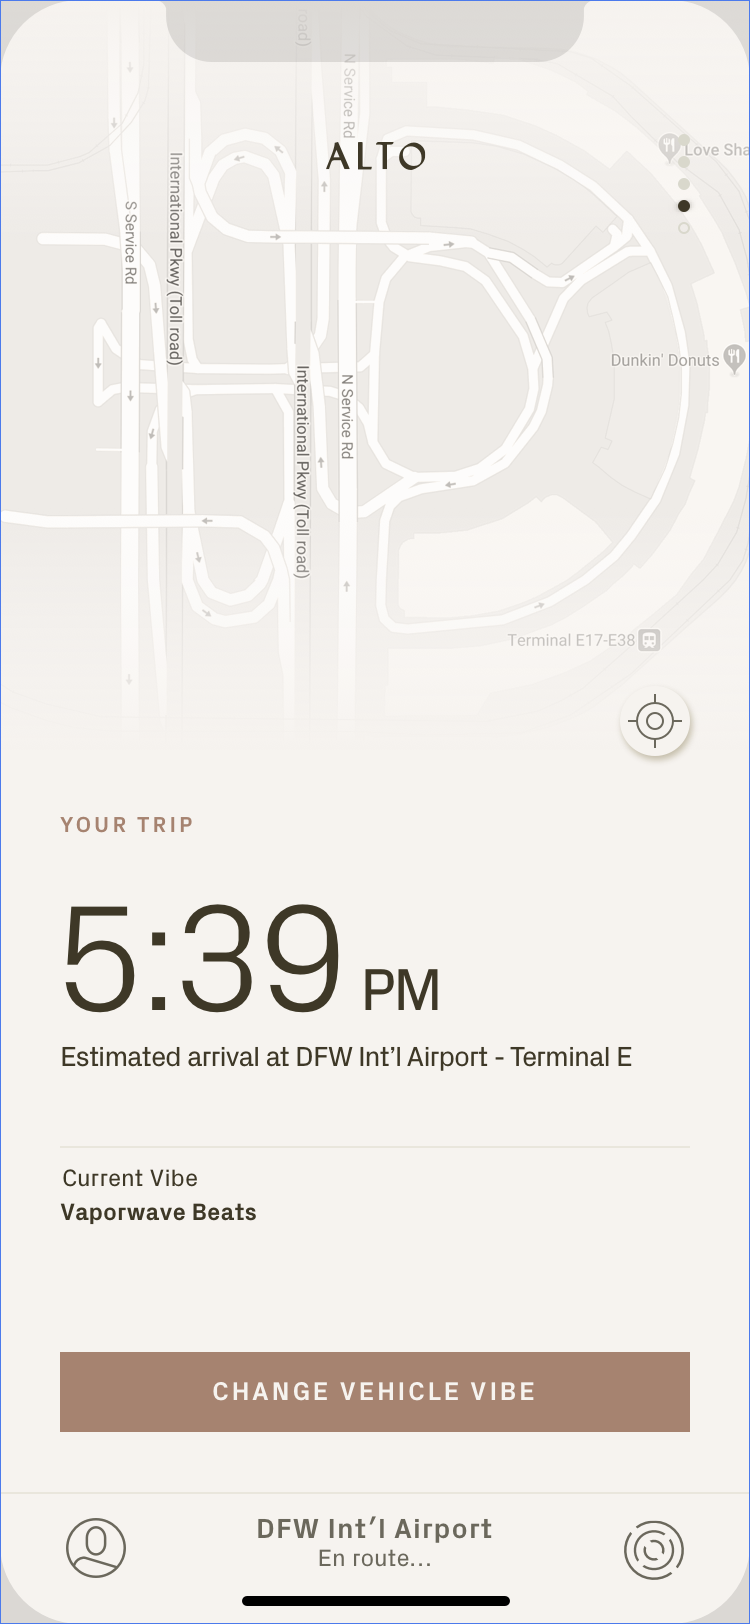 road)
N Service Rd
ALTO
Love Sha
International Pkwy (Toll road)
S Service Rd
Dunkin' Donuts
International Pkwy (Toll road)
N Service Rd
Terminal E17-E38
YOUR TRIP
5:39 PM
Estimated arrival at DFW Int’l Airport - Terminal E
Current Vibe
Vaporwave Beats
CHANGE VEHICLE VIBE
DFW Int’l Airport
En route...